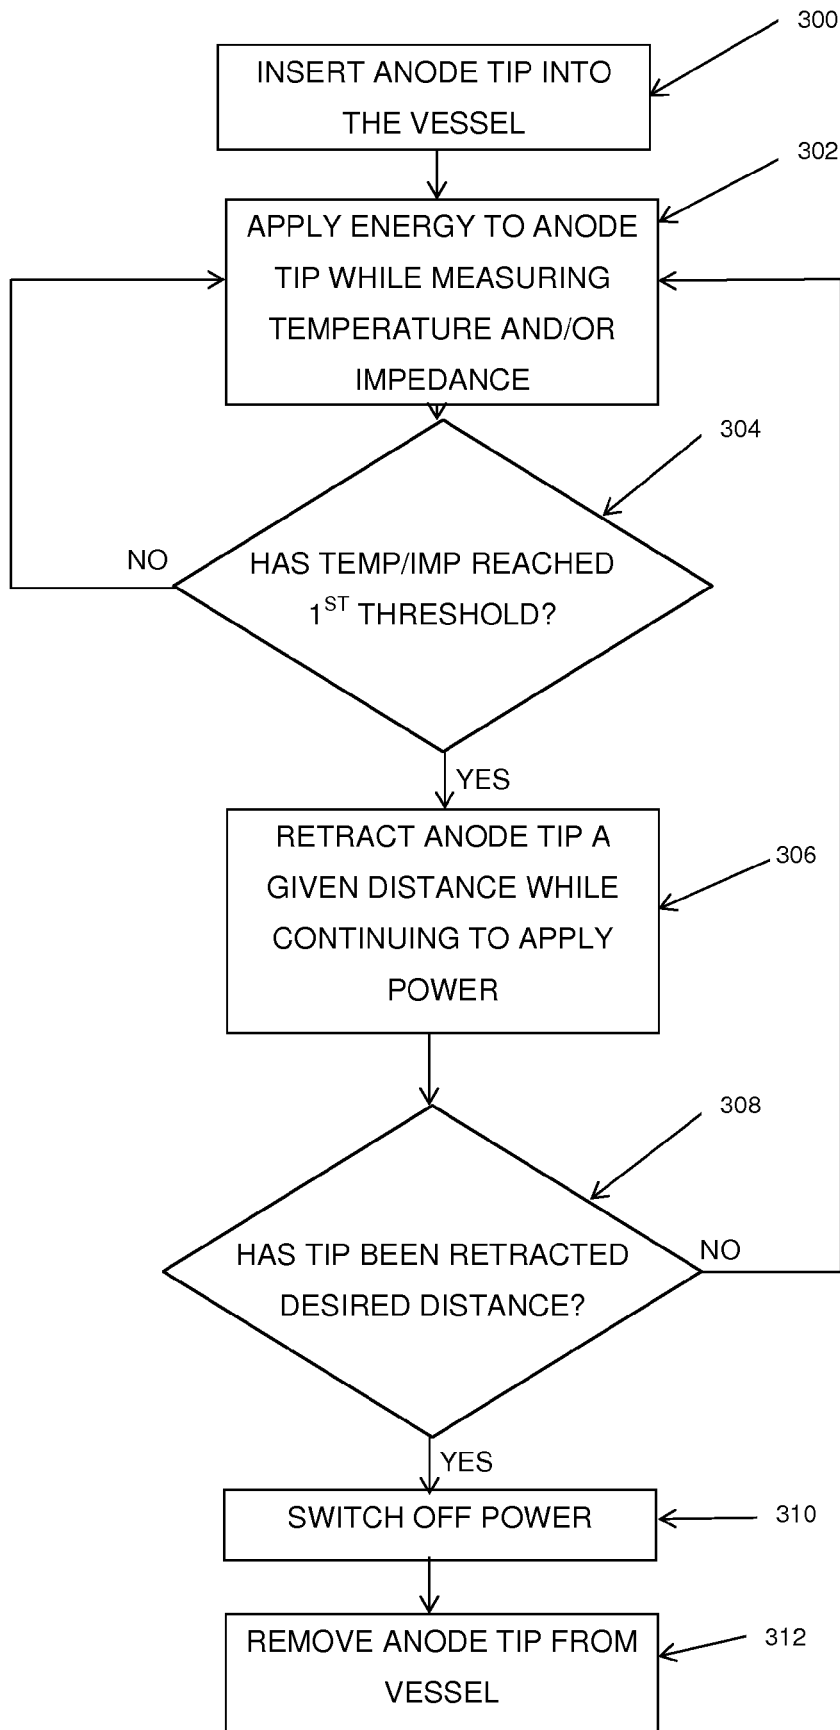 300
INSERT ANODE TIP INTO
THE VESSEL
302
APPLY ENERGY TO ANODE
TIP WHILE MEASURING
TEMPERATURE AND/OR
IMPEDANCE
304
NO
HAS TEMP/IMP REACHED
1ST THRESHOLD?
YES
RETRACT ANODE TIP A
GIVEN DISTANCE WHILE
CONTINUING TO APPLY
POWER
306
308
HAS TIP BEEN RETRACTED
DESIRED DISTANCE?
NO
YES
SWITCH OFF POWER
310
REMOVE ANODE TIP FROM
VESSEL
312